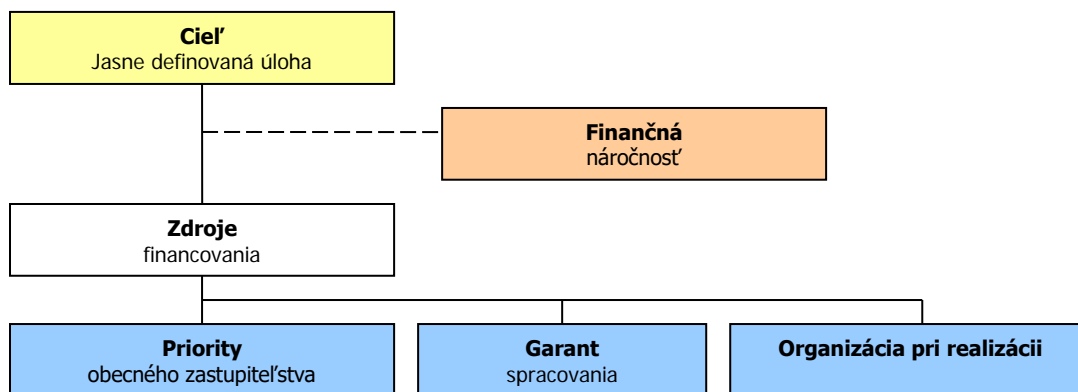 Cieľ
Jasne definovaná úloha
Finančná
náročnosť
Zdroje
financovania
Priority
obecného zastupiteľstva
Garant
spracovania
Organizácia pri realizácii